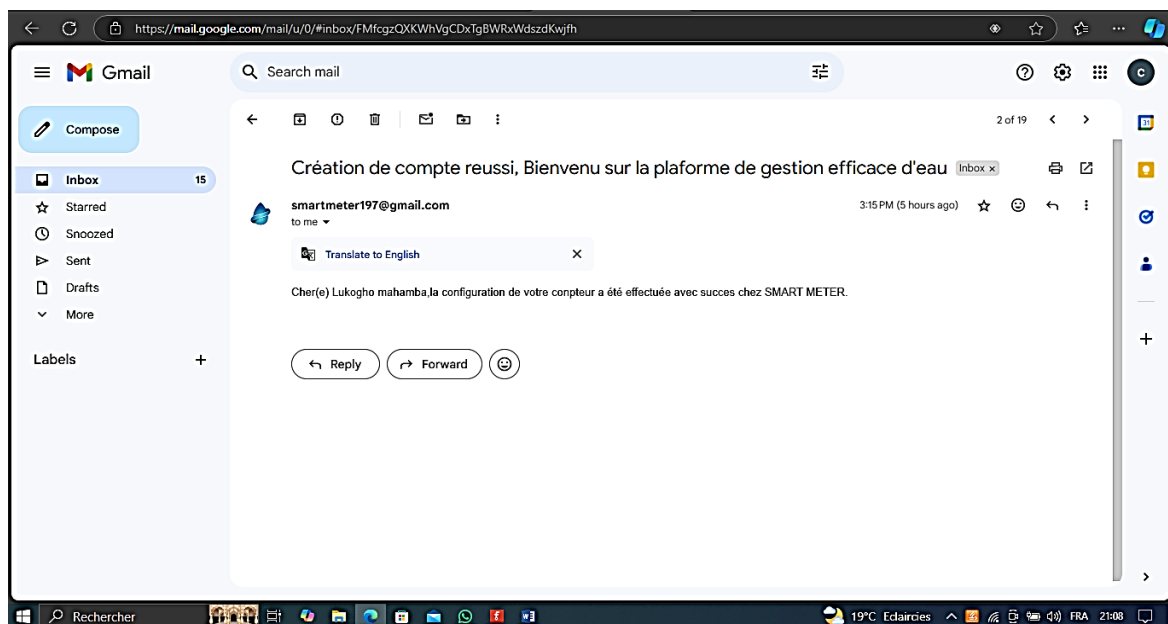 https://mail.google.com/mail/u/0/#inbox/FMfcgzQXKWhVgCDxTgBWRxWdszdKwjfh
Gmail
Search mail
C
Compose
2 of 19
31
Inbox 15
Starred
Snoozed
Sent
Drafts
More
Labels
Création de compte reussi, Bienvenu sur la plaforme de gestion efficace d'eau Inbox x
smartmeter197@gmail.com 3:15 PM (5 hours ago)
to me
Translate to English
Cher(e) Lukogho mahamba,la configuration de votre conpteur a été effectuée avec succes chez SMART METER.
Reply Forward
Rechercher 19°C Eclaircies FRA 21:08